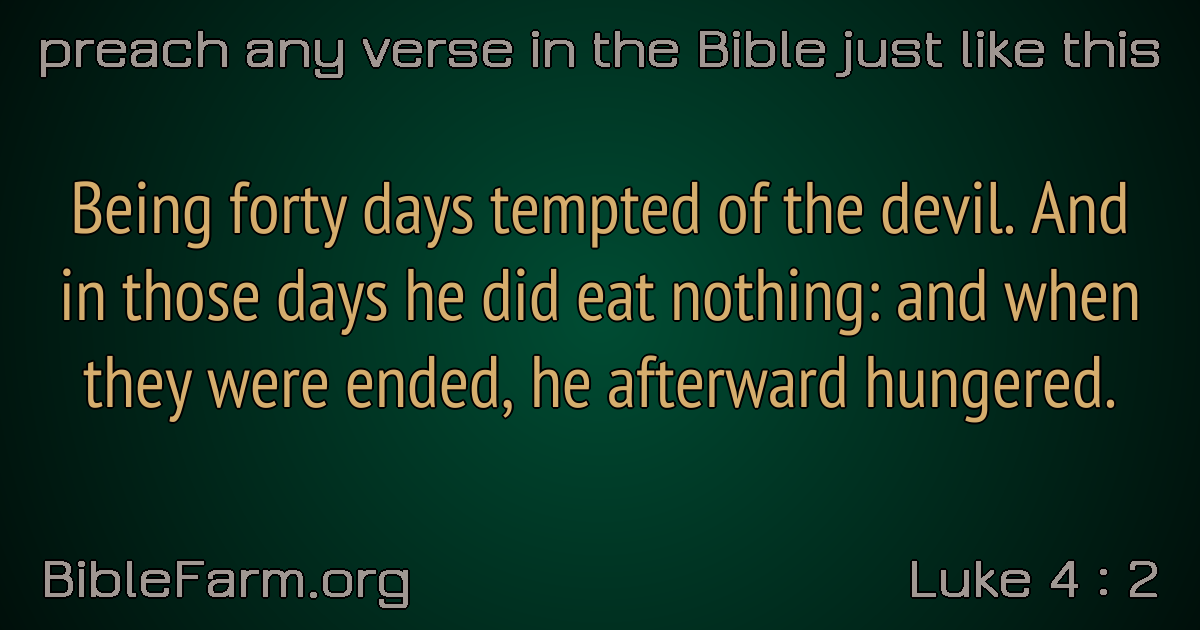 preach any verse in the Bible just like this
Being forty days tempted of the devil. And
in those days he did eat nothing: and when
they were ended, he afterward hungered.
BibleFarm.org
Luke 4 : 2